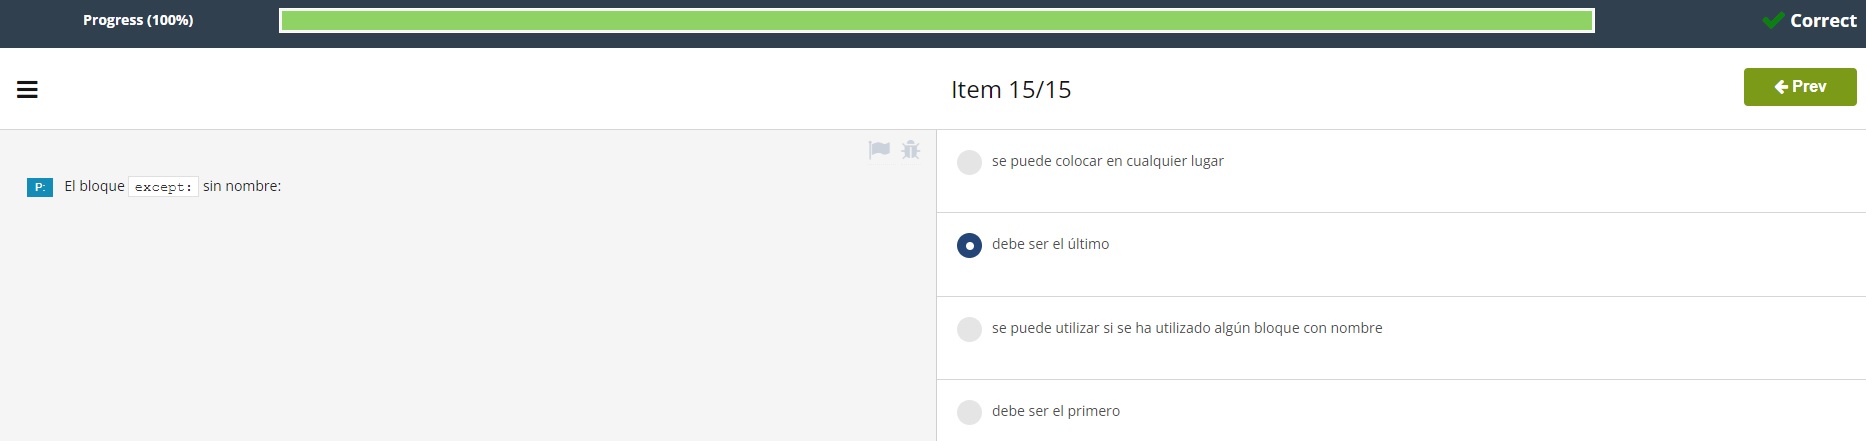 Progress (100%)
Correct
Item 15/15
Prev
P: El bloque except: sin nombre:
se puede colocar en cualquier lugar
debe ser el último
se puede utilizar si se ha utilizado algún bloque con nombre
debe ser el primero